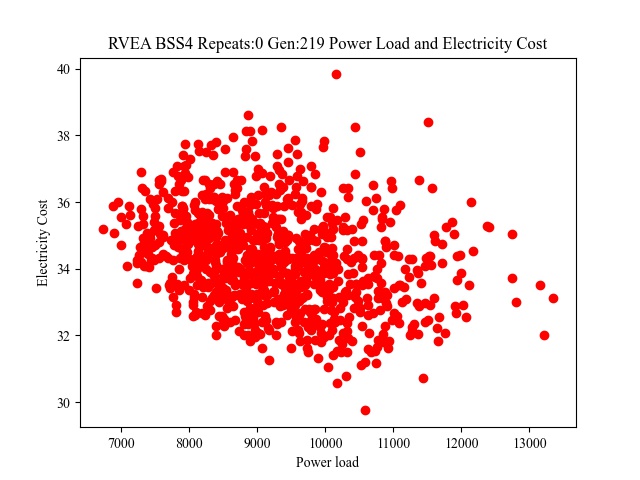 RVEA BSS4 Repeats:0 Gen:219 Power Load and Electricity Cost
40
38
36
34
32
30
Electricity Cost
7000 8000 9000 10000 11000 12000 13000
Power load